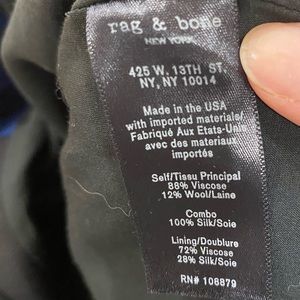 rag & bone
NEW YORK
425 W. 13TH ST.
NY, NY 10014
Made in the USA
with imported materials/
Fabriqué Aux Etats-Unis
avec des materiaux
importés
Self/Tissu Principal
88% Viscose
12% Wool/Laine
Combo
100% Silk/Soie
Lining/Doublure
72% Viscose
28% Silk/Soie
RN# 106879